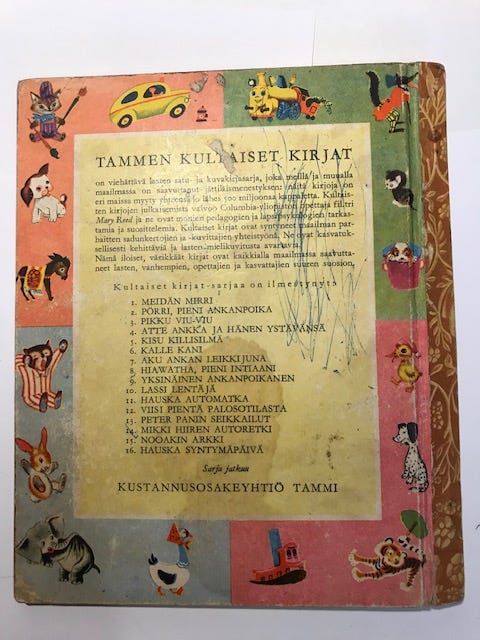 TAMMEN KULTAISET KIRJAT
on viehättävä lasten satu- ja kuvakirjasarja, joka meillä ja muualla
maailmassa on saavuttanut jättiläismenestyksen: näitä kirjoja on
eri maissa myyty yhteensä lo lähes 300 miljoonaa kappaletta. Kultais-
ten kirjojen julkaisemista valvoo Columbia-yliopiston opettaja fil.tri
Mary Reed ja ne ovat monien pedagogien ja lapsipsykologien tarkas-
tamia ja suosittelemia. Kultaiset kirjat ovat syntyneet maailman par-
haitten sadunkertojien ja -kuvittajien yhteistyönä. Ne ovat kasvatuk-
sellisesti kehittäviä ja lasten mielikuvitusta avartavia.
Nämä iloiset, värikkäät kirjat ovat kaikkialla maailmassa saavutta-
neet lasten, vanhempien, opettajien ja kasvattajien suuren suosion.
Kultaiset kirjat-sarjaa on ilmestynyt
1. MEIDÄN MIRRI
2. PÖRRI, PIENI ANKANPOIKA
3. PIKKU VIU-VIU
4. ATTE ANKKA JA HÄNEN YSTÄVÄNSÄ
5. KISU KILLISILMÄ
6. KALLE KANI
7. AKU ANKAN LEIKKIJUNA
8. HIAWATHA, PIENI INTIAANI
9. YKSINÄINEN ANKANPOIKANEN
10. LASSI LENTÄJÄ
11. HAUSKA AUTOMATKA
12. VIISI PIENTÄ PALOSOTILASTA
13. PETER PANIN SEIKKAILUT
14. MIKKI HIIREN AUTORETKI
15. NOOAKIN ARKKI
16. HAUSKA SYNTYMÄPÄIVÄ
Sarja jatkuu
KUSTANNUSOSAKEYHTIÖ TAMMI